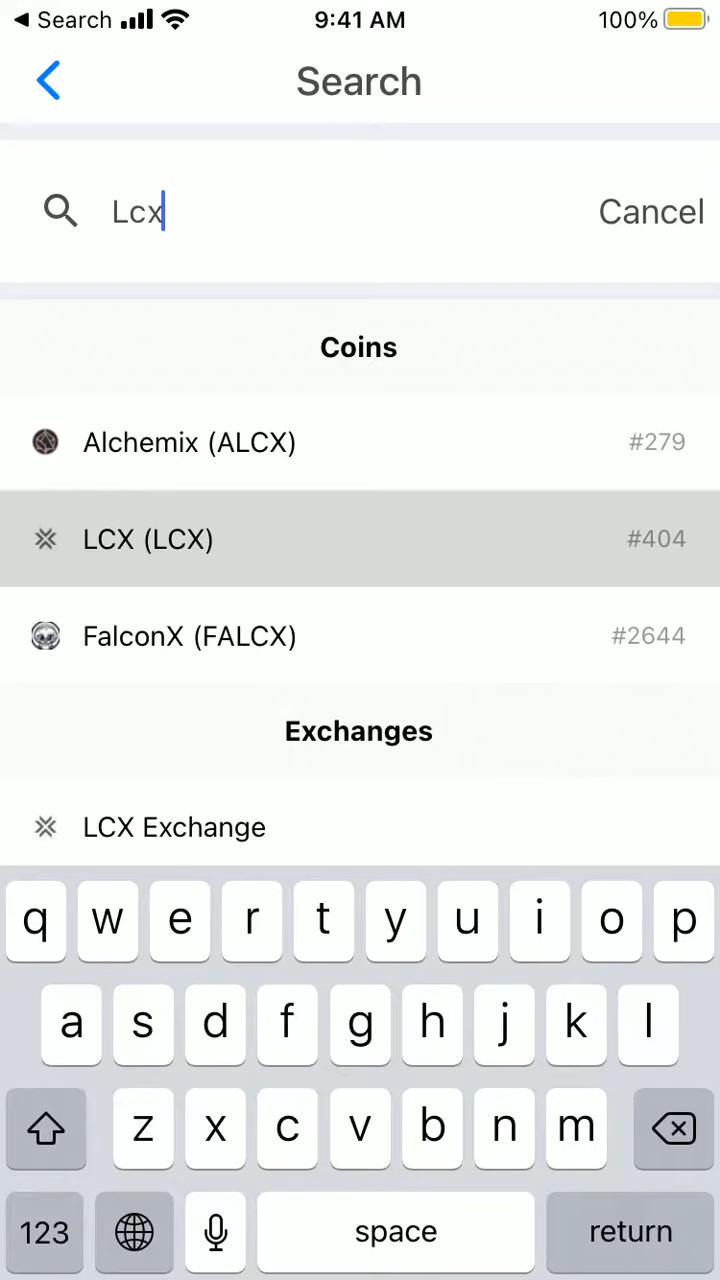 Search 9:41 AM 100%
Search
Lcx Cancel
Coins
Alchemix (ALCX) #279
LCX (LCX) #404
FalconX (FALCX) #2644
Exchanges
LCX Exchange
q w e r t y u i o p
a s d f g h j k l
z x c v b n m
123 space return